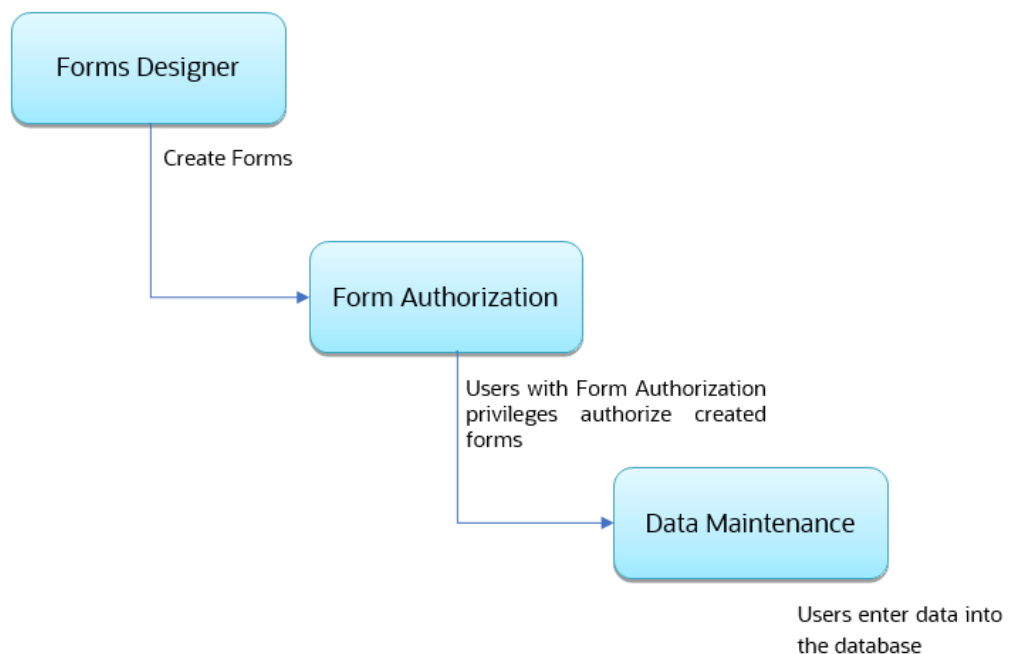 Forms Designer
Create Forms
Form Authorization
Users with Form Authorization
privileges authorize created
forms
Data Maintenance
Users enter data into
the database